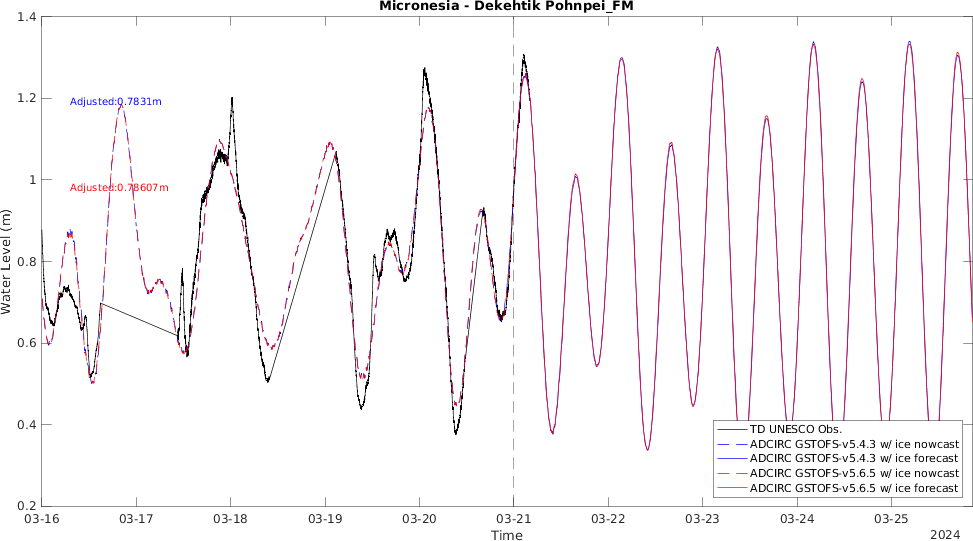 Micronesia - Dekehtik Pohnpei_FM
1.4
1.2
1
0.8
0.6
0.4
0.2
Water Level (m)
Adjusted:0.7831m
Adjusted:0.78607m
TD UNESCO Obs.
ADCIRC GSTOFS-v5.4.3 w/ ice nowcast
ADCIRC GSTOFS-v5.4.3 w/ ice forecast
ADCIRC GSTOFS-v5.6.5 w/ ice nowcast
ADCIRC GSTOFS-v5.6.5 w/ ice forecast
03-16 03-17 03-18 03-19 03-20 03-21 03-22 03-23 03-24 03-25
Time
2024